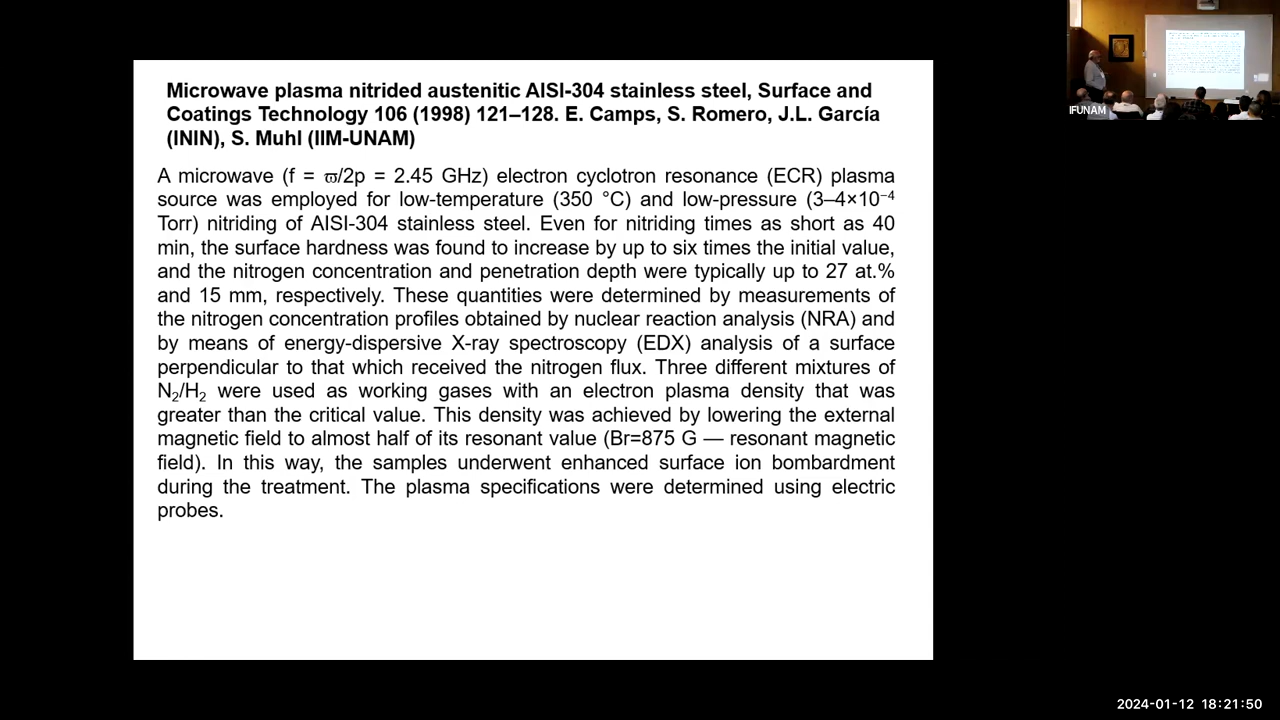 Microwave plasma nitrided austenitic AISI-304 stainless steel, Surface and
Coatings Technology 106 (1998) 121–128. E. Camps, S. Romero, J.L. García
(ININ), S. Muhl (IIM-UNAM)
A microwave (f = ϖ/2p = 2.45 GHz) electron cyclotron resonance (ECR) plasma
source was employed for low-temperature (350 °C) and low-pressure (3–4×10⁻⁴
Torr) nitriding of AISI-304 stainless steel. Even for nitriding times as short as 40
min, the surface hardness was found to increase by up to six times the initial value,
and the nitrogen concentration and penetration depth were typically up to 27 at.%
and 15 mm, respectively. These quantities were determined by measurements of
the nitrogen concentration profiles obtained by nuclear reaction analysis (NRA) and
by means of energy-dispersive X-ray spectroscopy (EDX) analysis of a surface
perpendicular to that which received the nitrogen flux. Three different mixtures of
N₂/H₂ were used as working gases with an electron plasma density that was
greater than the critical value. This density was achieved by lowering the external
magnetic field to almost half of its resonant value (Br=875 G — resonant magnetic
field). In this way, the samples underwent enhanced surface ion bombardment
during the treatment. The plasma specifications were determined using electric
probes.
IFUNAM
2024-01-12 18:21:50